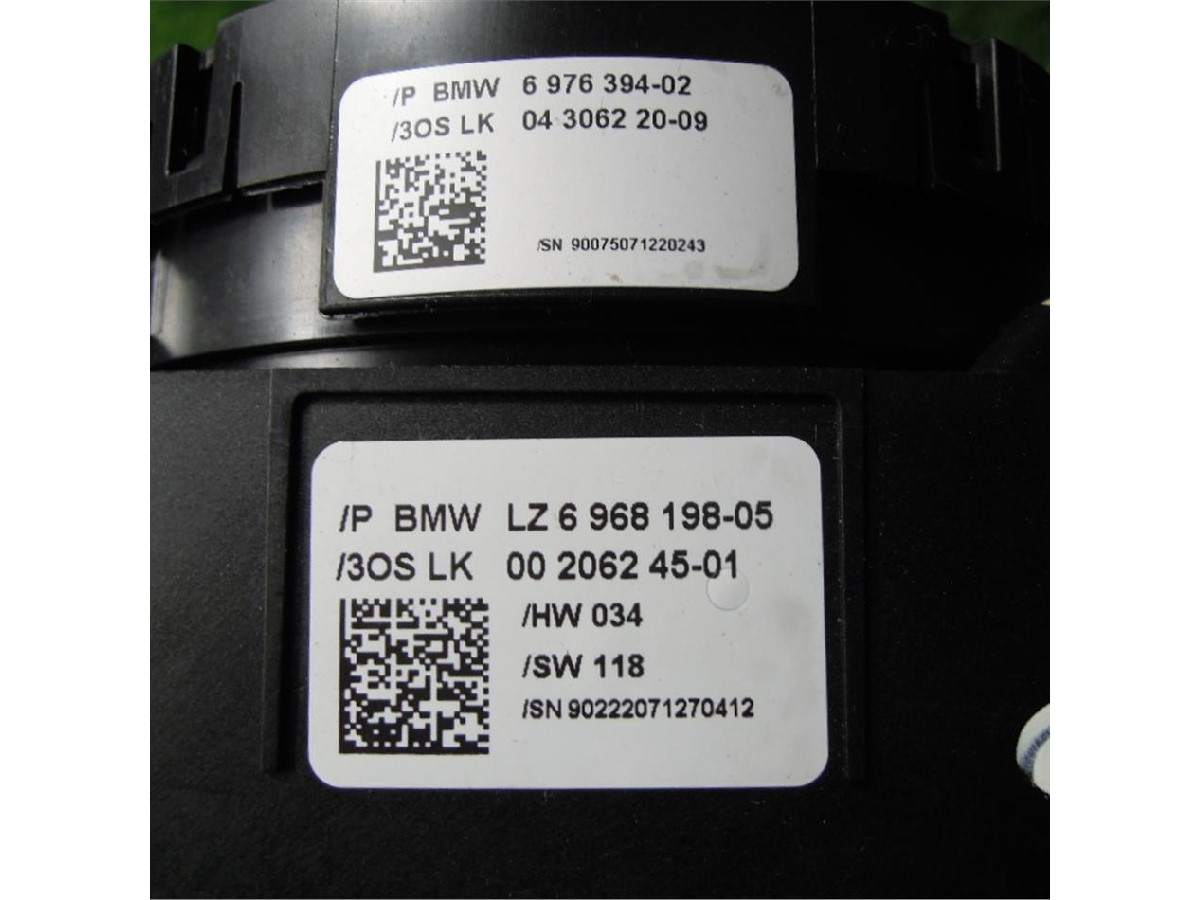 /P BMW 6 976 394-02
/3OS LK 04 3062 20-09
/SN 90075071220243
/P BMW LZ 6 968 198-05
/3OS LK 00 2062 45-01
/HW 034
/SW 118
/SN 90222071270412